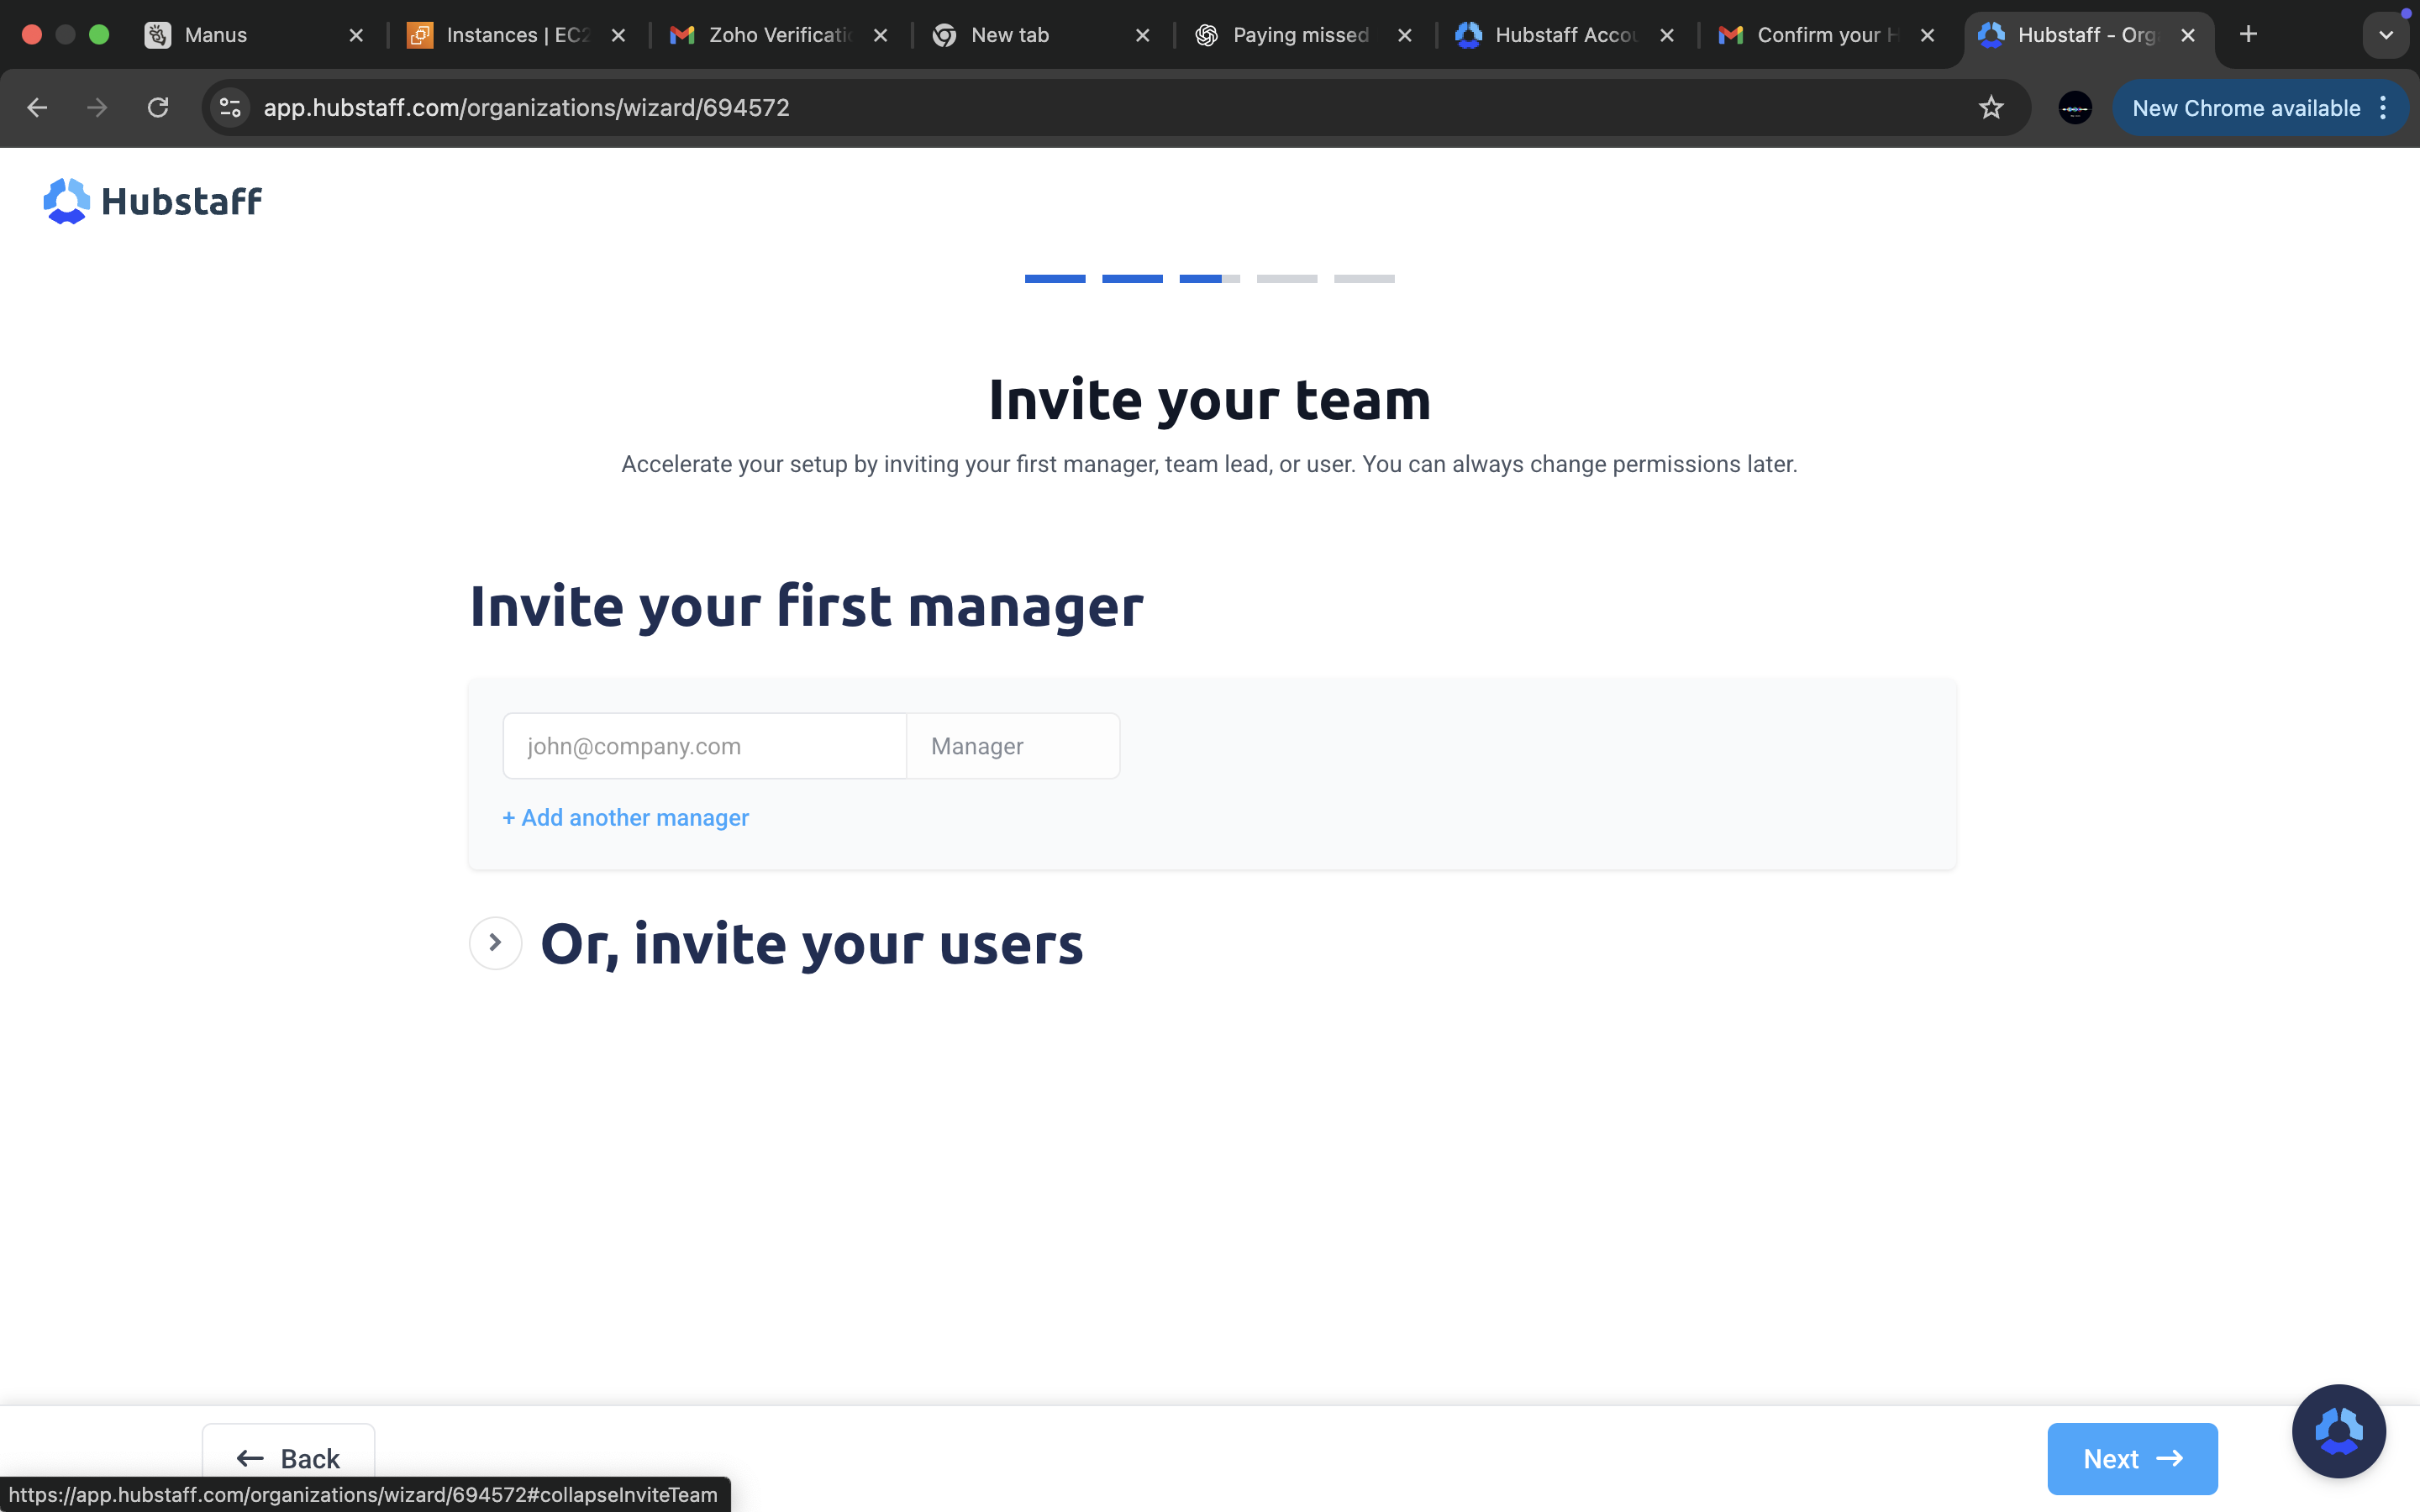 Manus
Instances | EC2
Zoho Verificati
New tab
Paying missed
Hubstaff Accou
Confirm your H
Hubstaff - Org
app.hubstaff.com/organizations/wizard/694572
New Chrome available
Hubstaff
Invite your team
Accelerate your setup by inviting your first manager, team lead, or user. You can always change permissions later.
Invite your first manager
john@company.com
Manager
+ Add another manager
Or, invite your users
Back
Next
https://app.hubstaff.com/organizations/wizard/694572#collapseInviteTeam